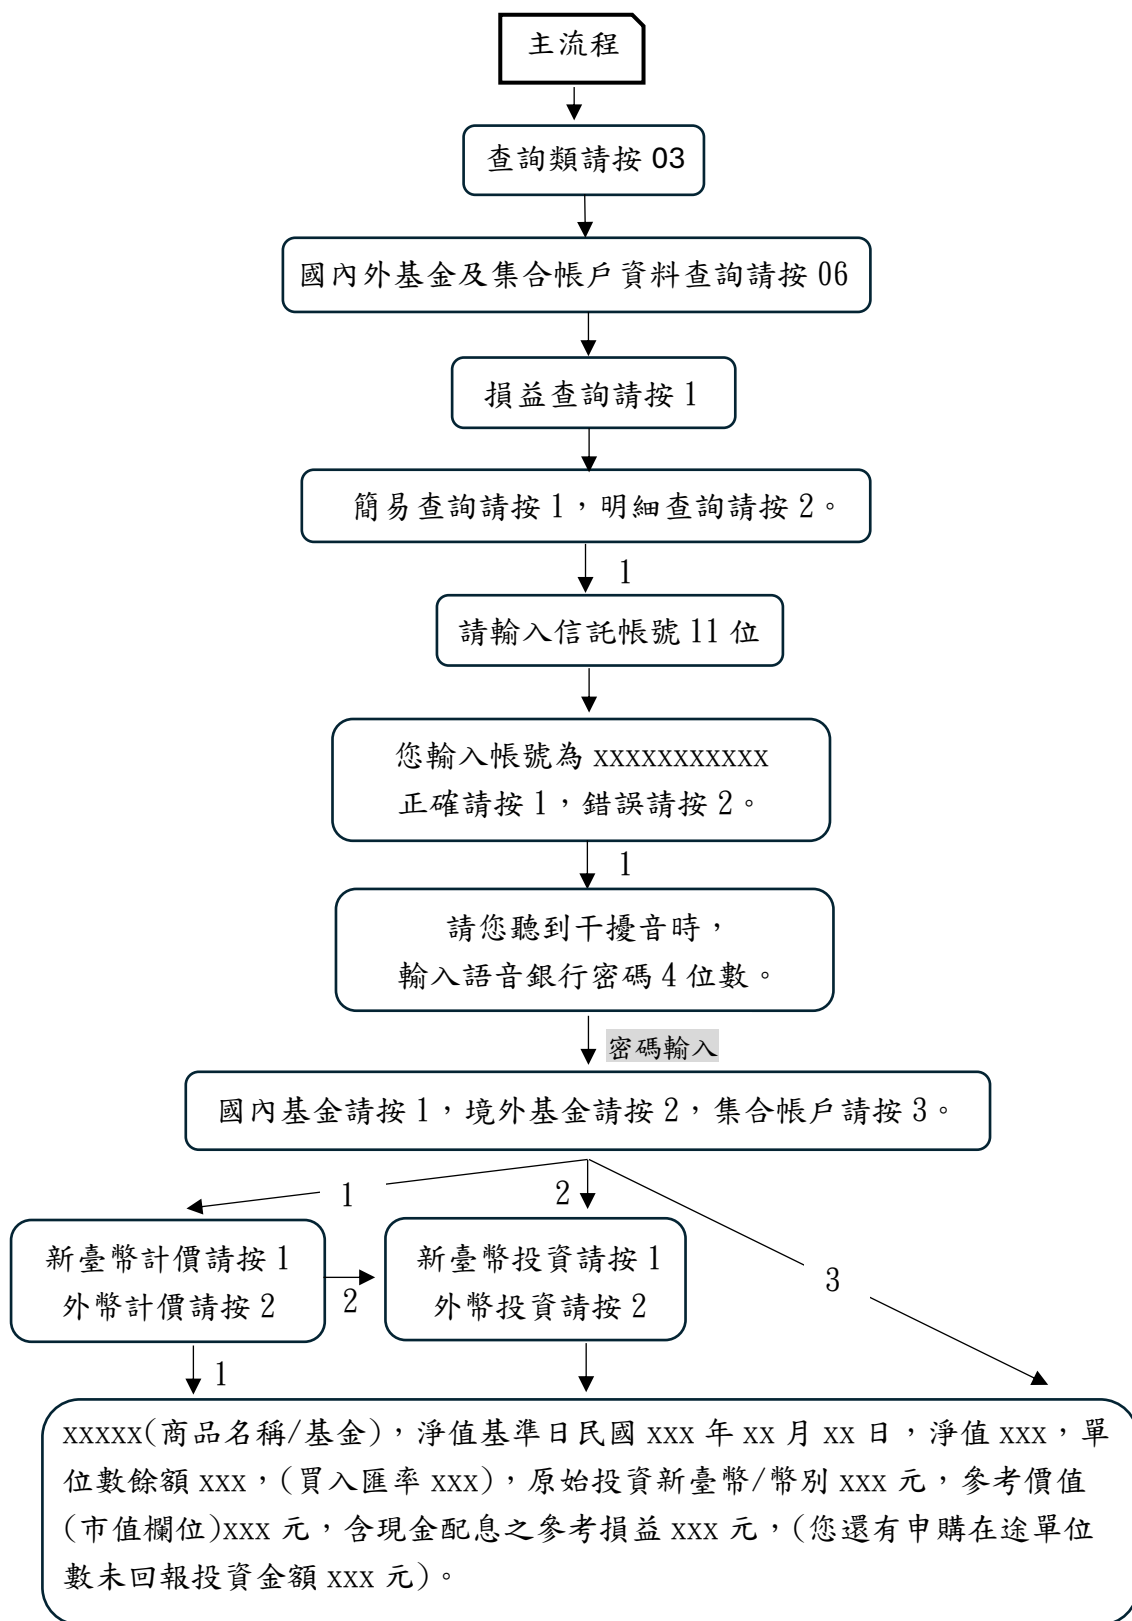 主流程
查詢類請按 03
國內外基金及集合帳戶資料查詢請按 06
損益查詢請按 1
簡易查詢請按 1，明細查詢請按 2。
1
請輸入信託帳號 11 位
您輸入帳號為 xxxxxxxxxxx
正確請按 1，錯誤請按 2。
1
請您聽到干擾音時，
輸入語音銀行密碼 4 位數。
密碼輸入
國內基金請按 1，境外基金請按 2，集合帳戶請按 3。
1
2
3
新臺幣計價請按 1
外幣計價請按 2
2
新臺幣投資請按 1
外幣投資請按 2
1
xxxxx(商品名稱/基金)，淨值基準日民國 xxx 年 xx 月 xx 日，淨值 xxx，單
位數餘額 xxx，(買入匯率 xxx)，原始投資新臺幣/幣別 xxx 元，參考價值
(市值欄位)xxx 元，含現金配息之參考損益 xxx 元，(您還有申購在途單位
數未回報投資金額 xxx 元)。